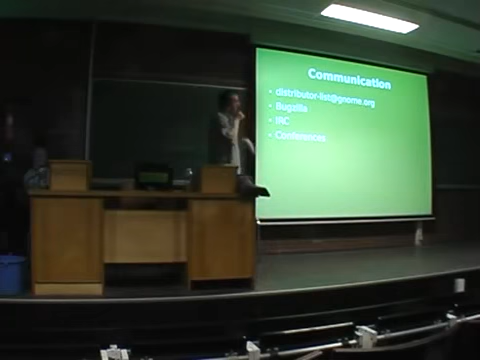 Communication
distributor-list@gnome.org
Bugzilla
IRC
Conferences